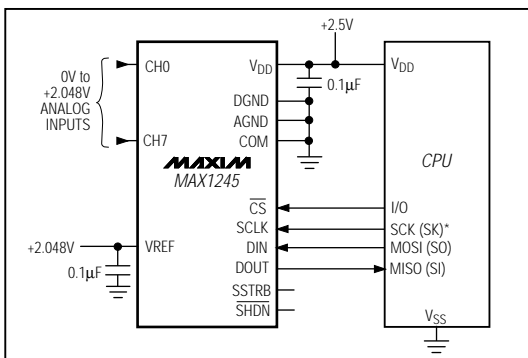 +2.5V
0V to
+2.048V
ANALOG
INPUTS
CH0
CH7
VDD
0.1µF
DGND
AGND
COM
MAXIM
MAX1245
CS
SCLK
DIN
DOUT
SSTRB
SHDN
+2.048V
VREF
0.1µF
VDD
CPU
I/O
SCK (SK)*
MOSI (SO)
MISO (SI)
VSS